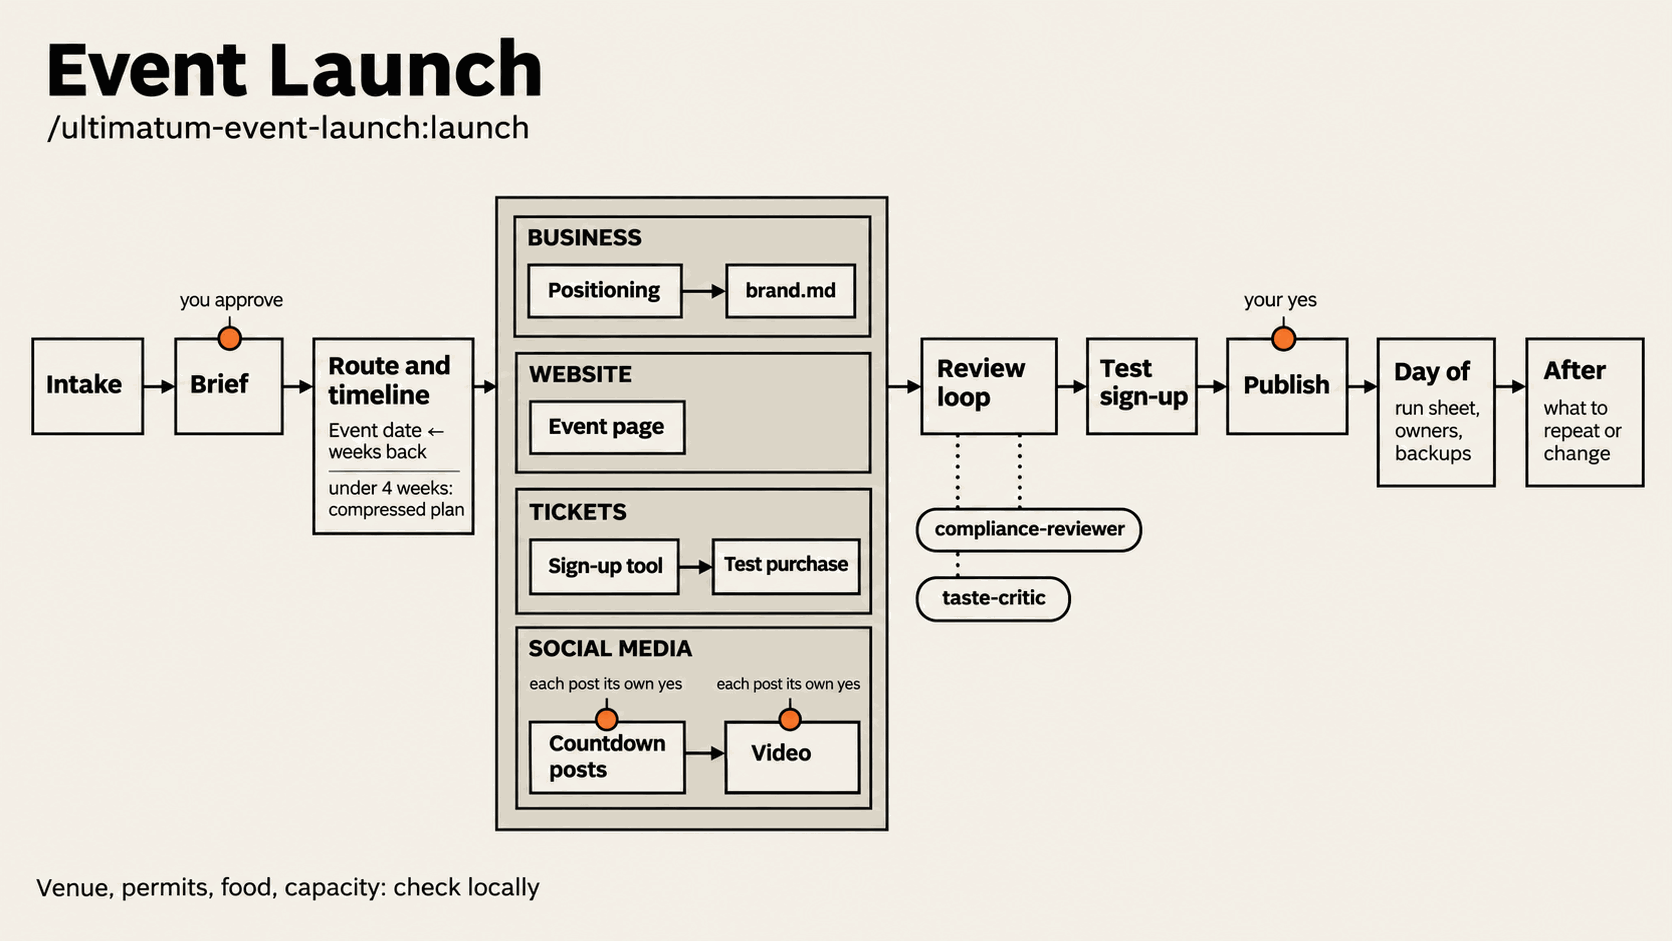 Event Launch
/ultimatum-event-launch:launch
you approve
Intake
Brief
Route and
timeline
Event date ←
weeks back
under 4 weeks:
compressed plan
BUSINESS
Positioning
brand.md
WEBSITE
Event page
TICKETS
Sign-up tool
Test purchase
SOCIAL MEDIA
each post its own yes
each post its own yes
Countdown
posts
Video
Review
loop
compliance-reviewer
taste-critic
Test
sign-up
your yes
Publish
Day of
run sheet,
owners,
backups
After
what to
repeat or
change
Venue, permits, food, capacity: check locally